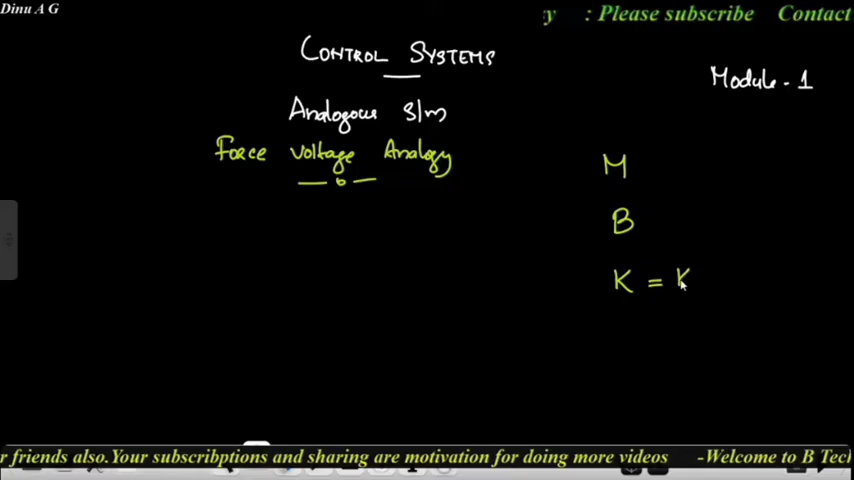 Dinu A G
y : Please subscribe Contact
CONTROL SYSTEMS
Module - 1
Analogous S/m
Force Voltage Analogy
M
B
K = K
r friends also.Your subscribptions and sharing are motivation for doing more videos -Welcome to B Tech